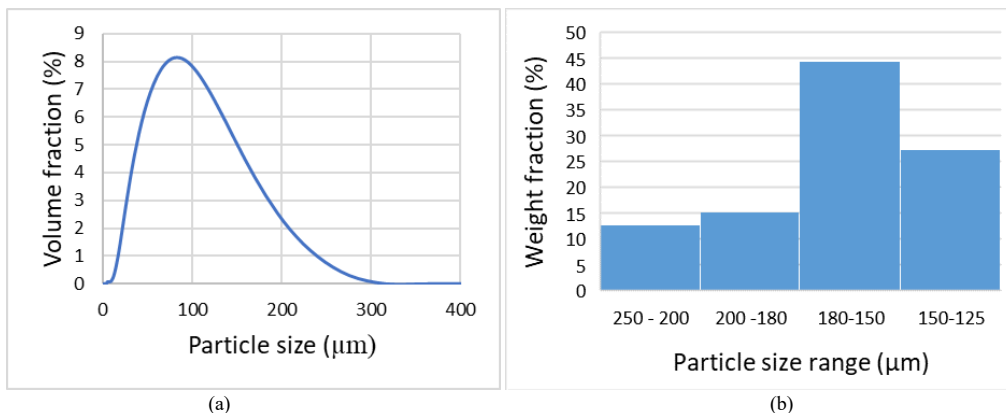 9
8
7
6
5
4
3
2
1
0
Volume fraction (%)
0 100 200 300 400
Particle size (μm)
(a)
50
45
40
35
30
25
20
15
10
5
0
Weight fraction (%)
250 - 200 200 -180 180-150 150-125
Particle size range (μm)
(b)